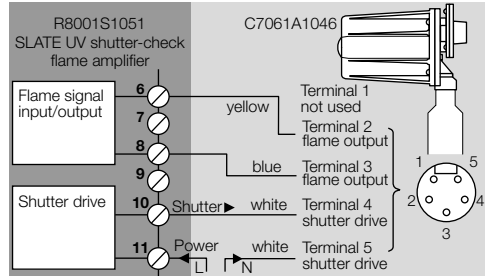 R8001S1051
SLATE UV shutter-check
flame amplifier
C7061A1046
Flame signal
input/output
6
7
8
9
10
11
Shutter drive
yellow
blue
Shutter
white
Power
white
L
N
Terminal 1
not used
Terminal 2
flame output
Terminal 3
flame output
Terminal 4
shutter drive
Terminal 5
shutter drive
1
5
2
4
3